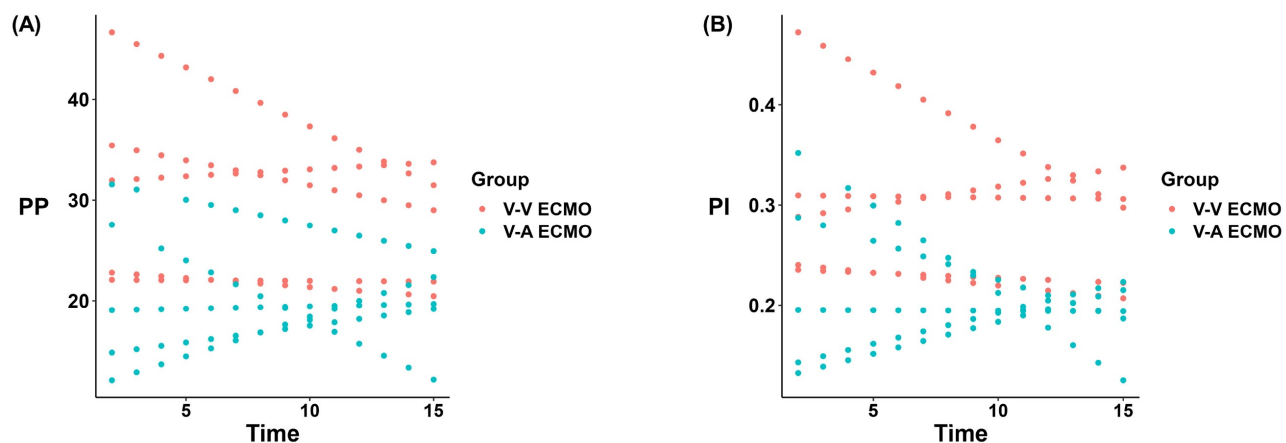 (A)
PP
40
30
20
5
10
15
Time
Group
V-V ECMO
V-A ECMO
(B)
PI
0.4
0.3
0.2
5
10
15
Time
Group
V-V ECMO
V-A ECMO